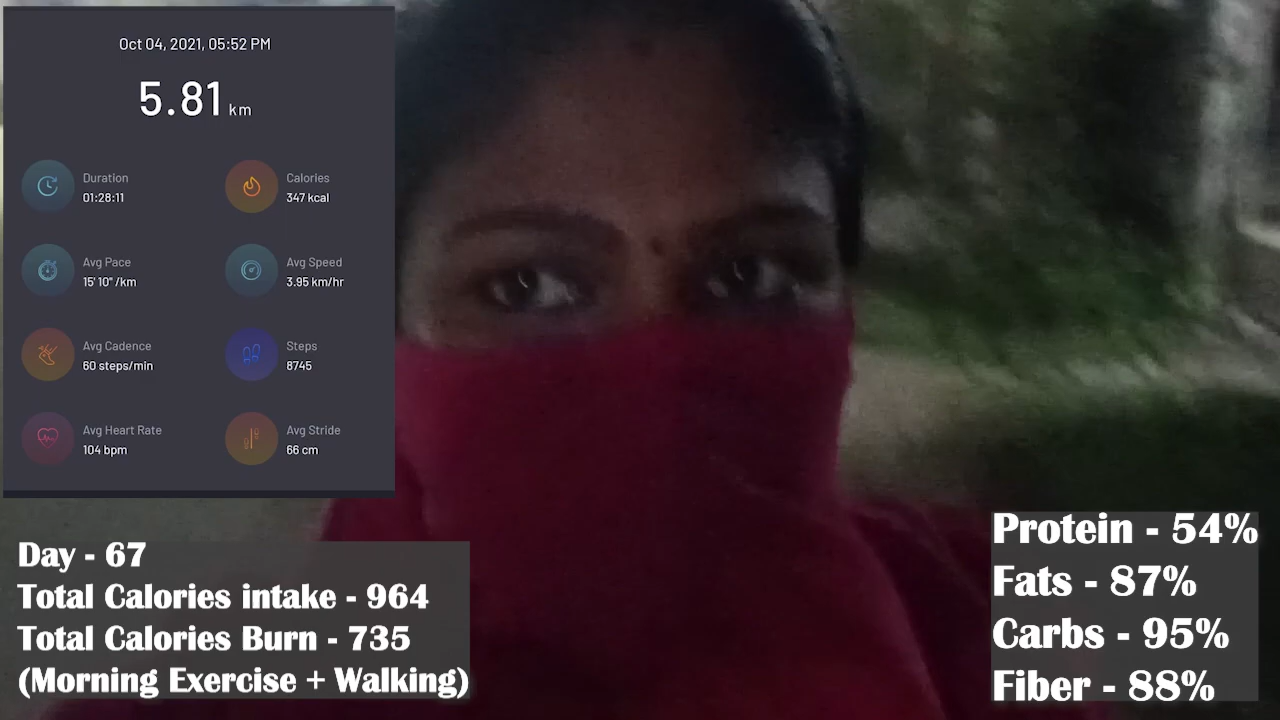 Oct 04, 2021, 05:52 PM
5.81 km
Duration
01:28:11
Calories
347 kcal
Avg Pace
15'10" /km
Avg Speed
3.95 km/hr
Avg Cadence
60 steps/min
Steps
8745
Avg Heart Rate
104 bpm
Avg Stride
66 cm
Day - 67
Total Calories intake - 964
Total Calories Burn - 735
(Morning Exercise + Walking)
Protein - 54%
Fats - 87%
Carbs - 95%
Fiber - 88%